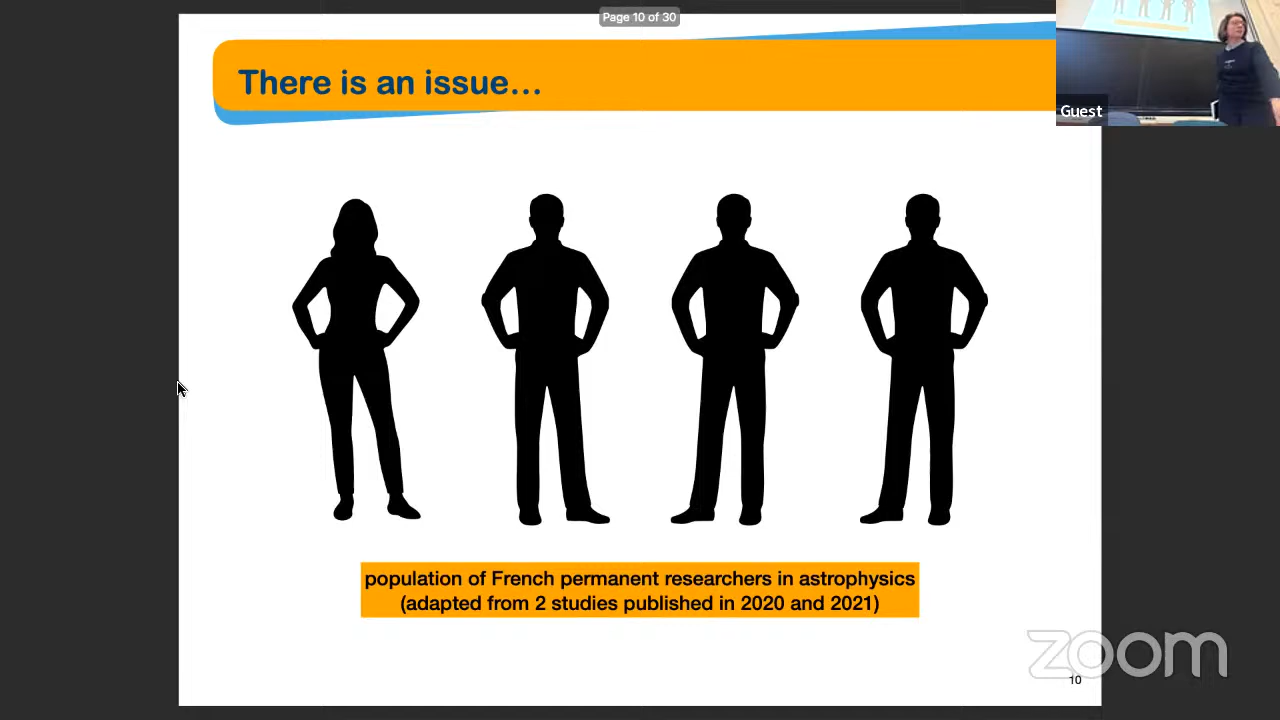 Page 10 of 30
There is an issue…
Guest
population of French permanent researchers in astrophysics
(adapted from 2 studies published in 2020 and 2021)
zoom
10